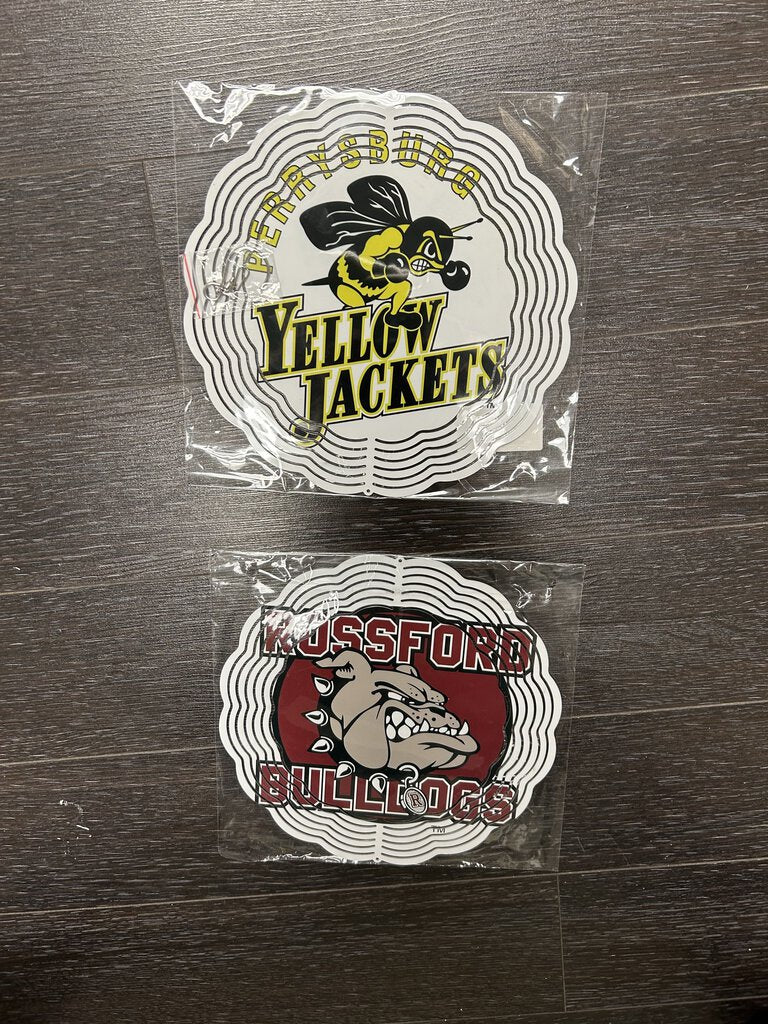 PERRYSBURG
YELLOW
JACKETS
TM
ROSSFORD
BULLDOGS
R
TM